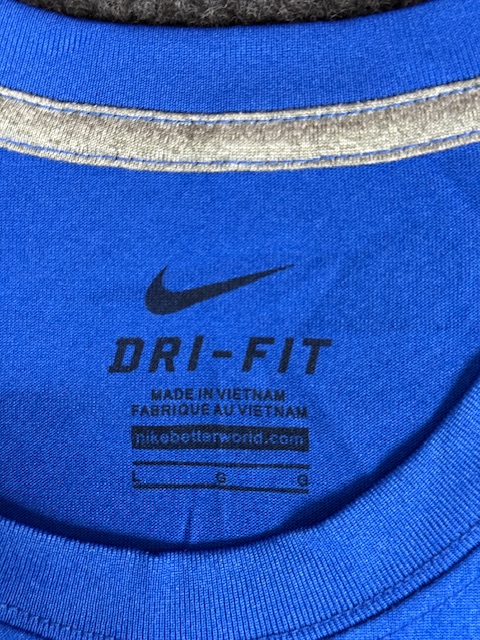 DRI-FIT
MADE IN VIETNAM
FABRIQUE AU VIETNAM
nikebetterworld.com
L G G